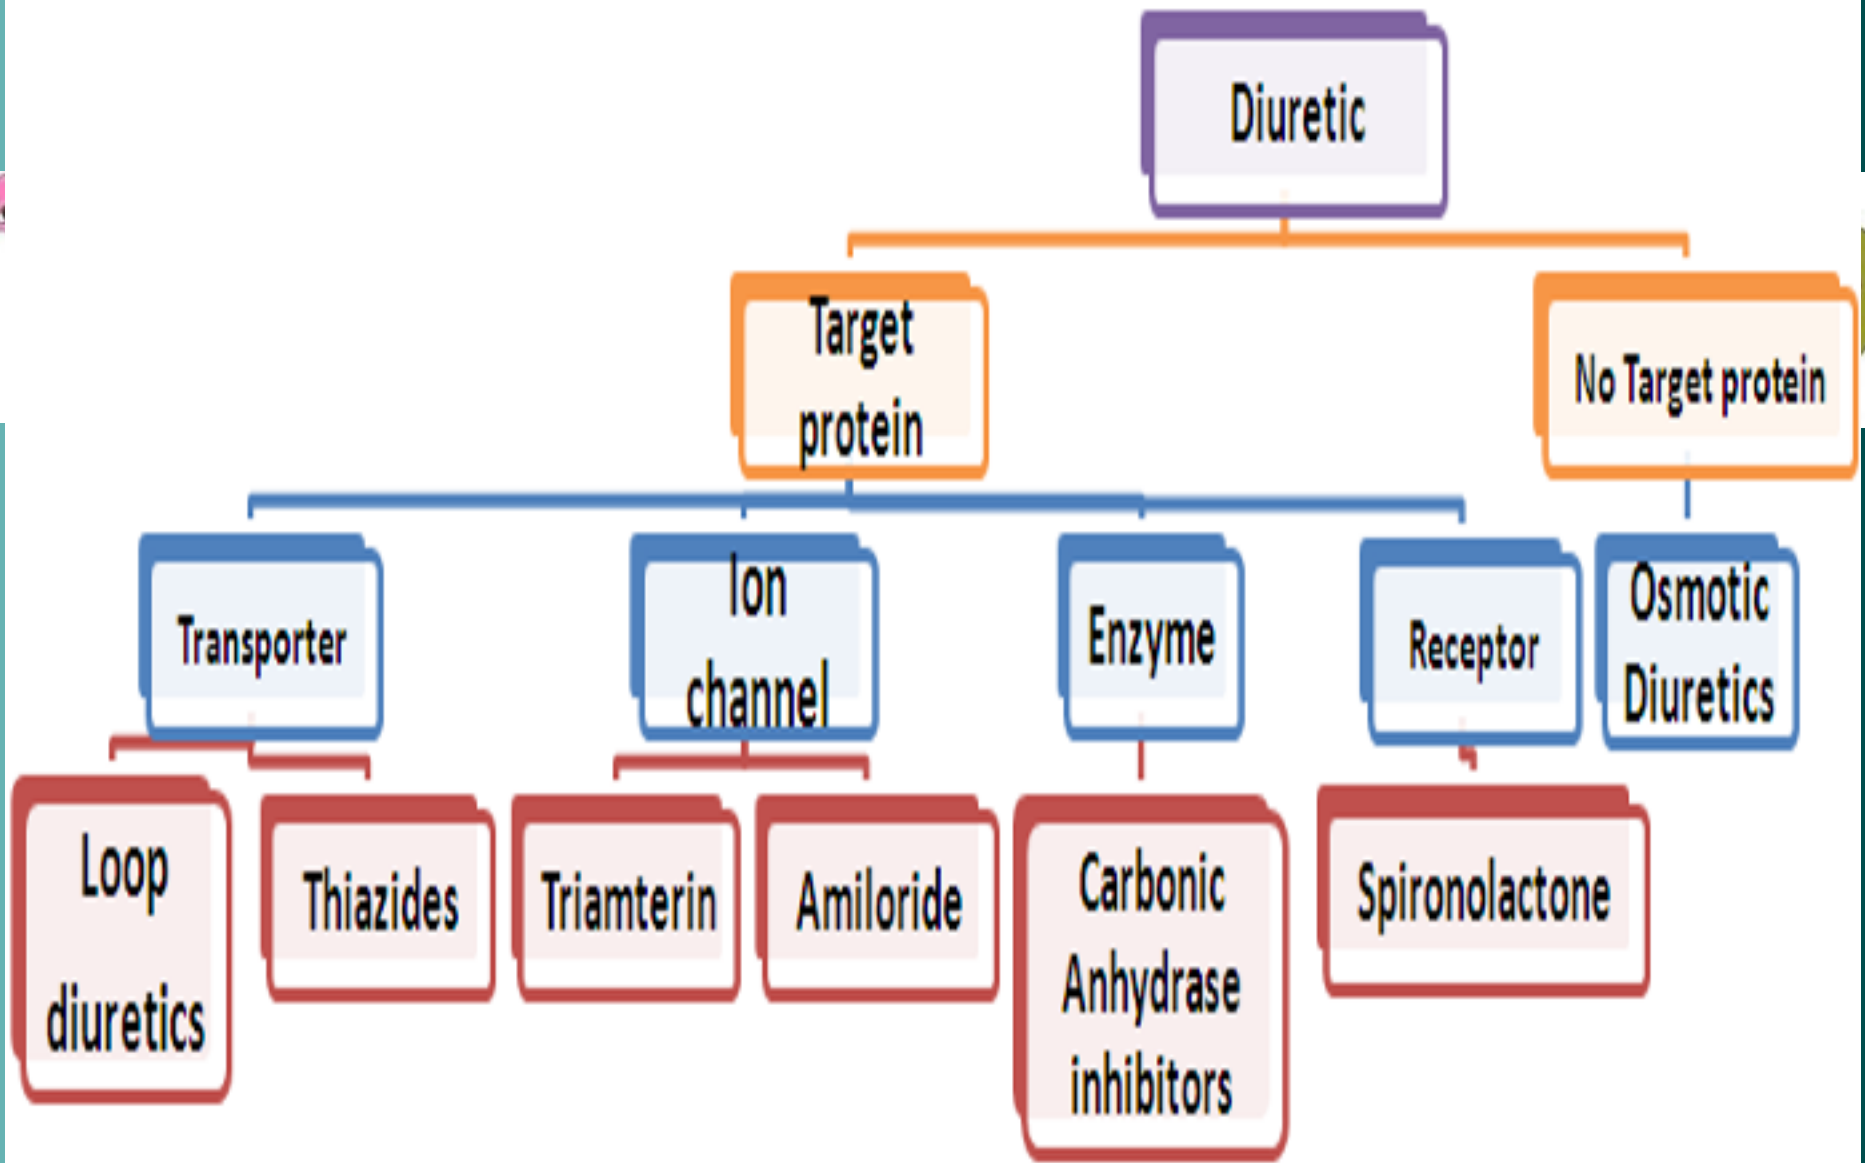 Diuretic
Target
protein
No Target protein
Transporter
Ion
channel
Enzyme
Receptor
Osmotic
Diuretics
Loop
diuretics
Thiazides
Triamterin
Amiloride
Carbonic
Anhydrase
inhibitors
Spironolactone